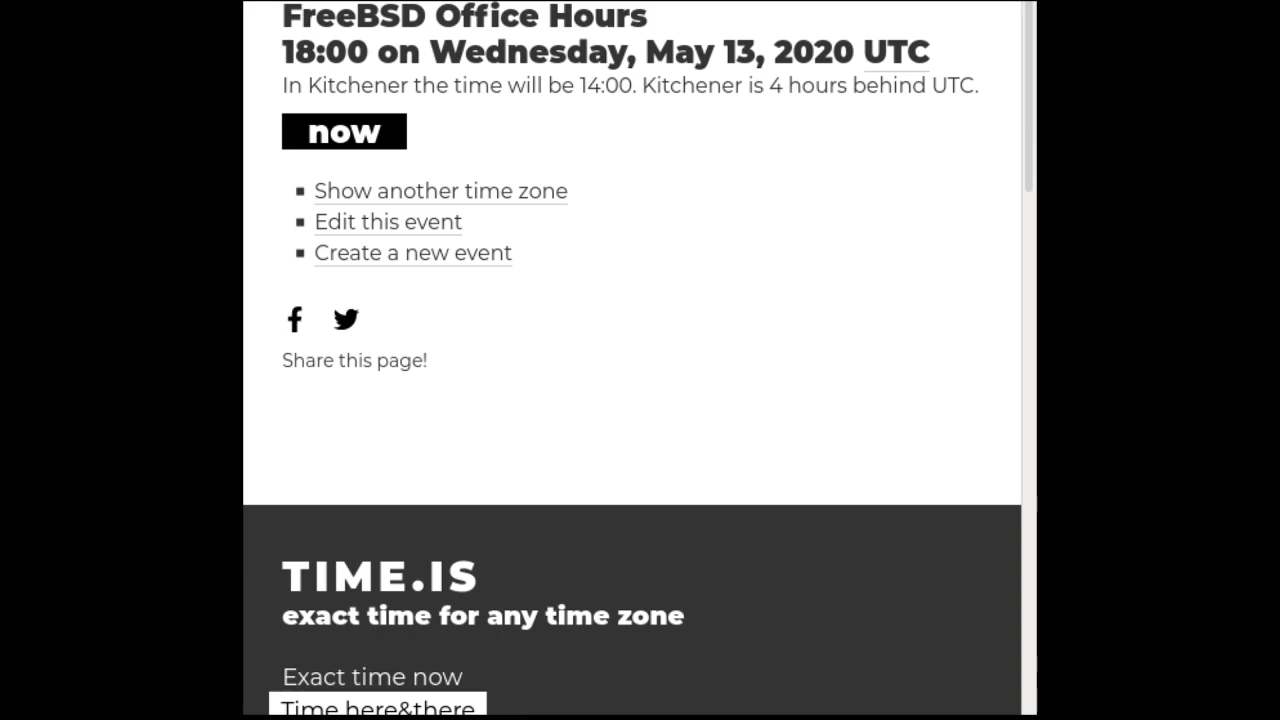 FreeBSD Office Hours
18:00 on Wednesday, May 13, 2020 UTC
In Kitchener the time will be 14:00. Kitchener is 4 hours behind UTC.
now
Show another time zone
Edit this event
Create a new event
Share this page!
TIME.IS
exact time for any time zone
Exact time now
Time here&there